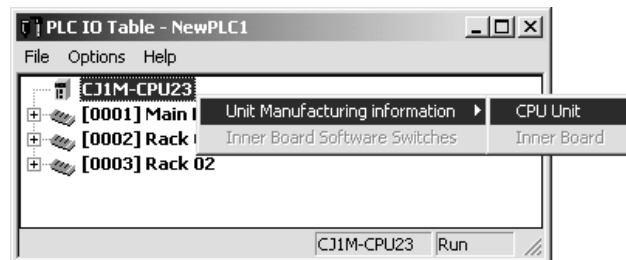 PLC IO Table - NewPLC1
File Options Help
CJ1M-CPU23
[0001] Main
Unit Manufacturing information CPU Unit
[0002] Rack
Inner Board Software Switches Inner Board
[0003] Rack 02
CJ1M-CPU23 Run